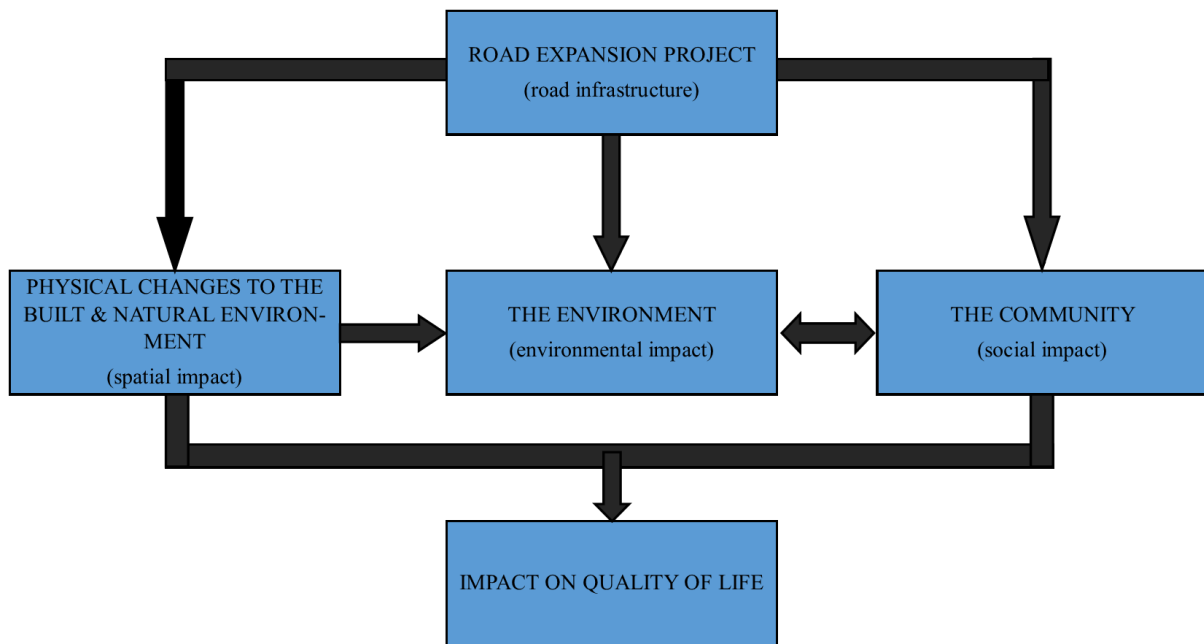 ROAD EXPANSION PROJECT
(road infrastructure)
PHYSICAL CHANGES TO THE
BUILT & NATURAL ENVIRON-
MENT
(spatial impact)
THE ENVIRONMENT
(environmental impact)
THE COMMUNITY
(social impact)
IMPACT ON QUALITY OF LIFE